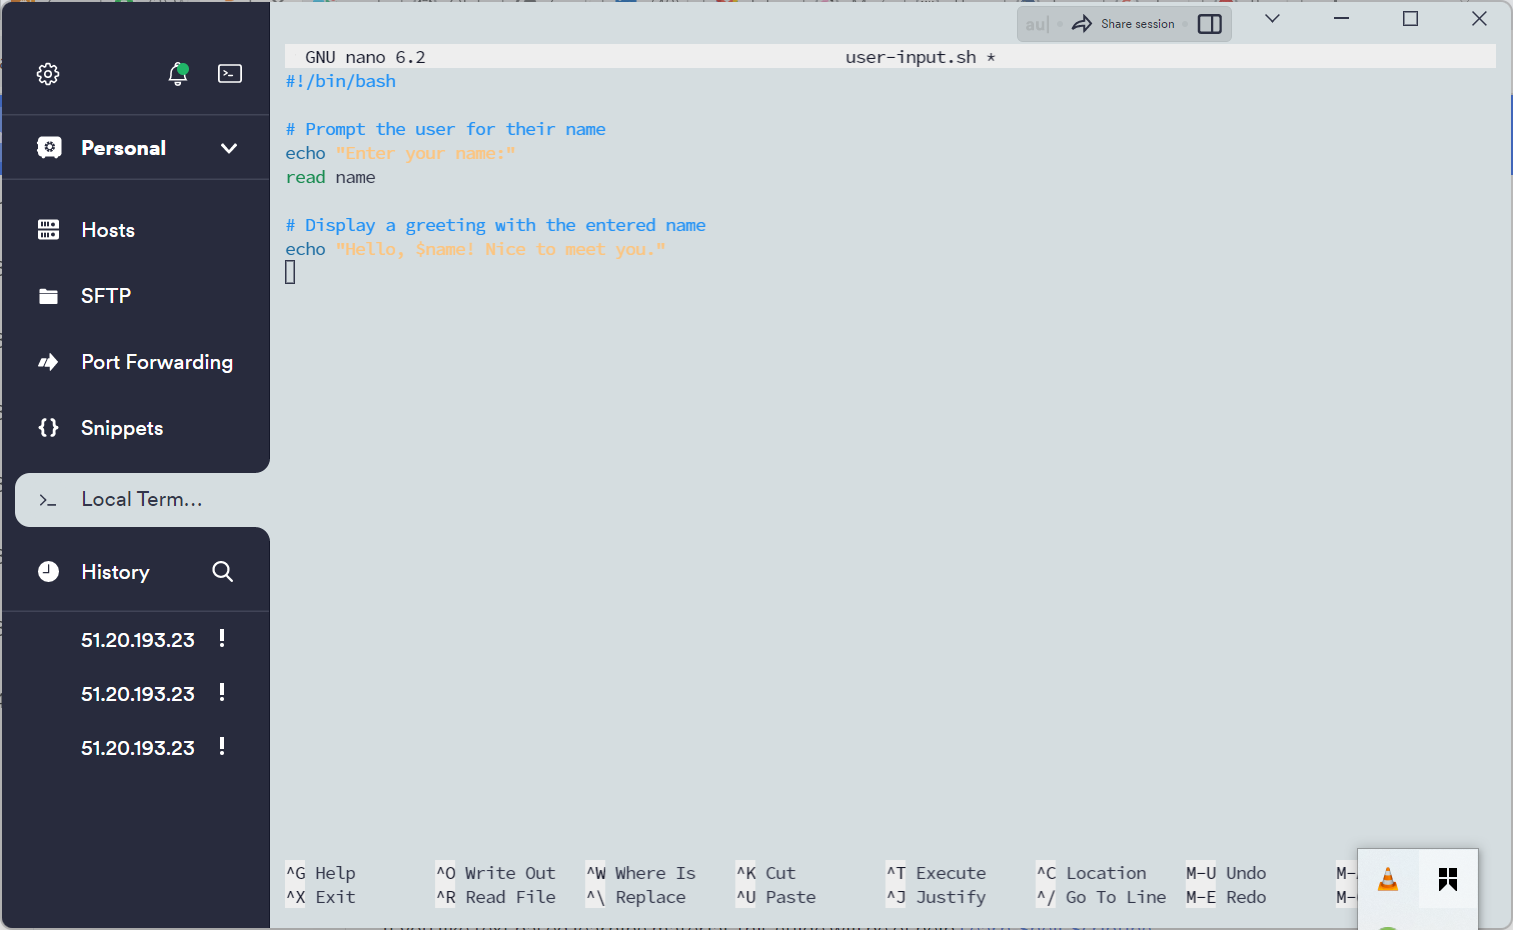 au|
Share session
GNU nano 6.2 user-input.sh *
#!/bin/bash
# Prompt the user for their name
echo "Enter your name:"
read name
# Display a greeting with the entered name
echo "Hello, $name! Nice to meet you."
Personal
Hosts
SFTP
Port Forwarding
Snippets
Local Term...
History
51.20.193.23 !
51.20.193.23 !
51.20.193.23 !
^G Help ^O Write Out ^W Where Is ^K Cut ^T Execute ^C Location M-U Undo
^X Exit ^R Read File ^\ Replace ^U Paste ^J Justify ^/ Go To Line M-E Redo